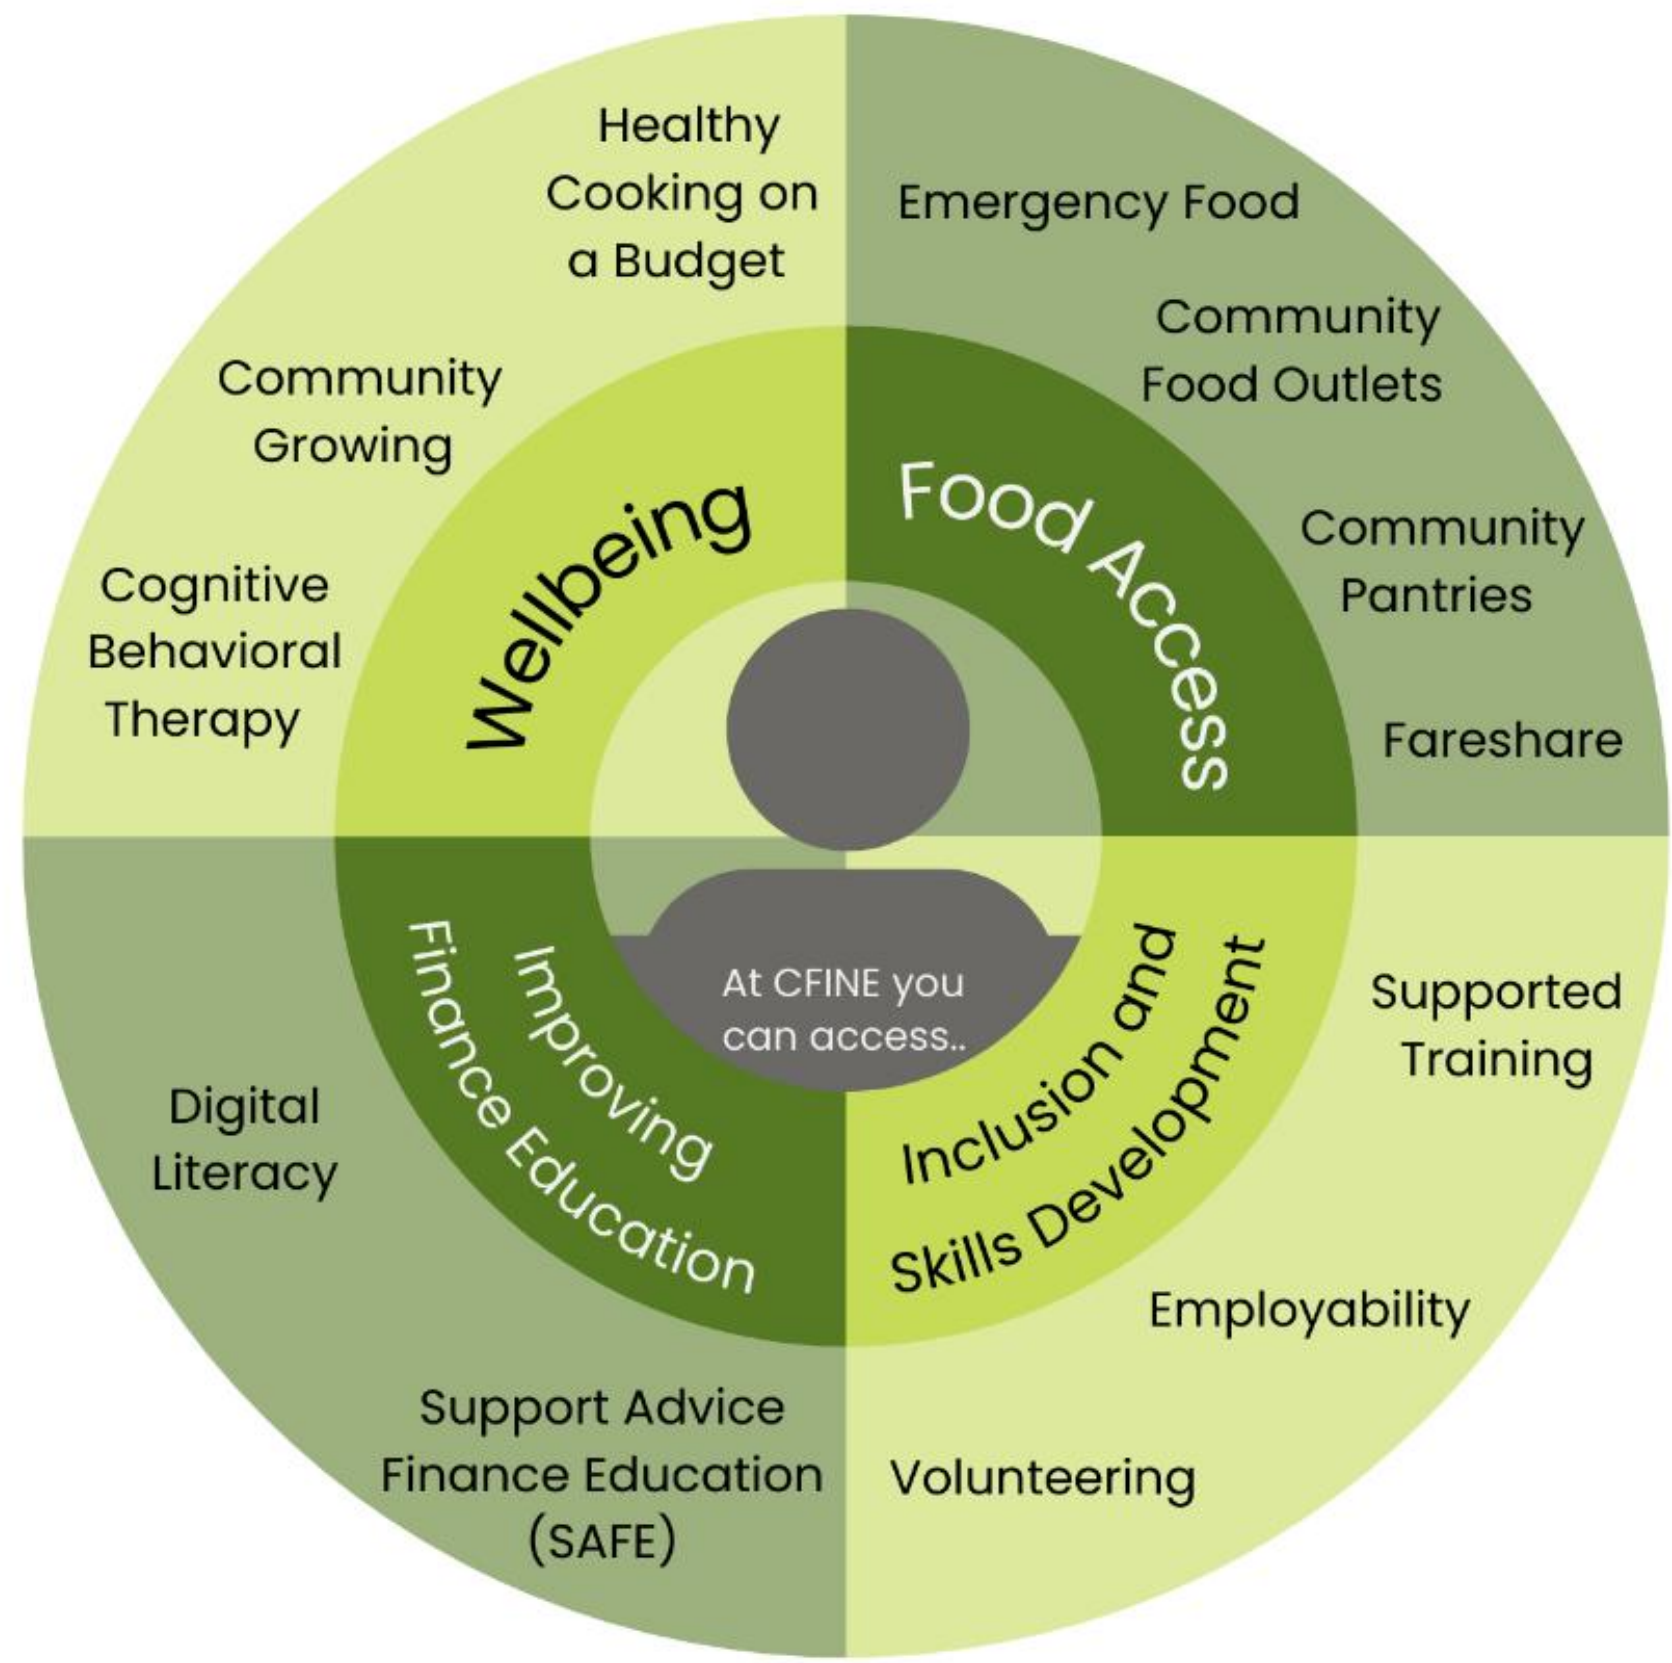 Healthy
Cooking on
a Budget
Community
Growing
Cognitive
Behavioral
Therapy
Wellbeing
Emergency Food
Community
Food Outlets
Community
Pantries
Fareshare
Food Access
At CFINE you
can access..
Improving
Finance Education
Digital
Literacy
Support Advice
Finance Education
(SAFE)
Inclusion and
Skills Development
Supported
Training
Employability
Volunteering